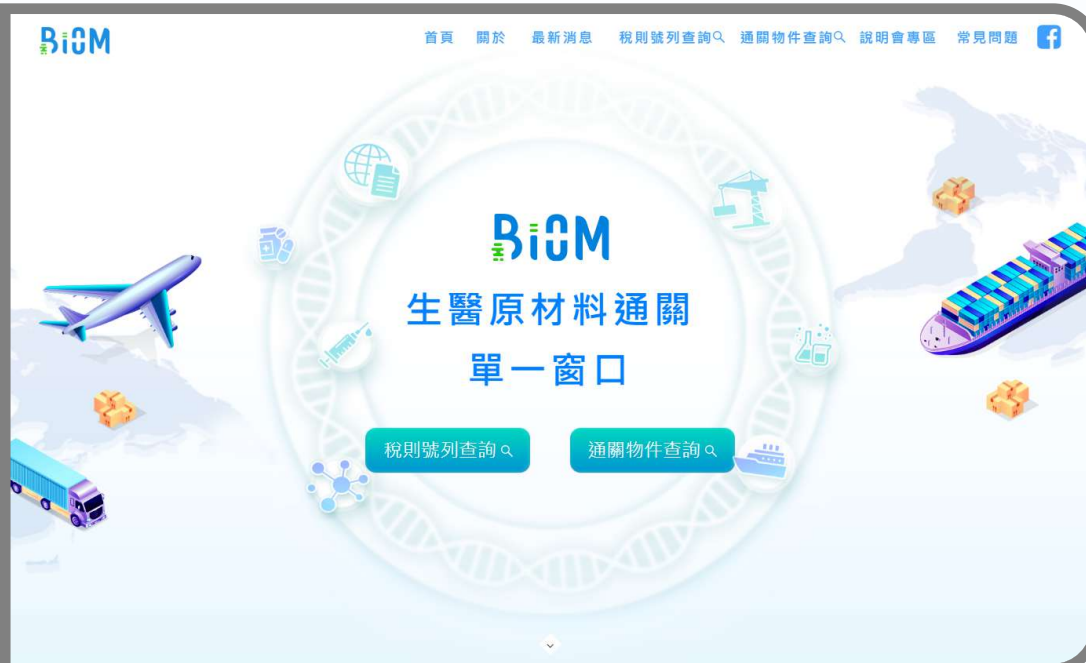 BiOM
首頁 關於 最新消息 稅則號列查詢 通關物件查詢 說明會專區 常見問題 f
BiOM
生醫原材料通關
單一窗口
稅則號列查詢 通關物件查詢